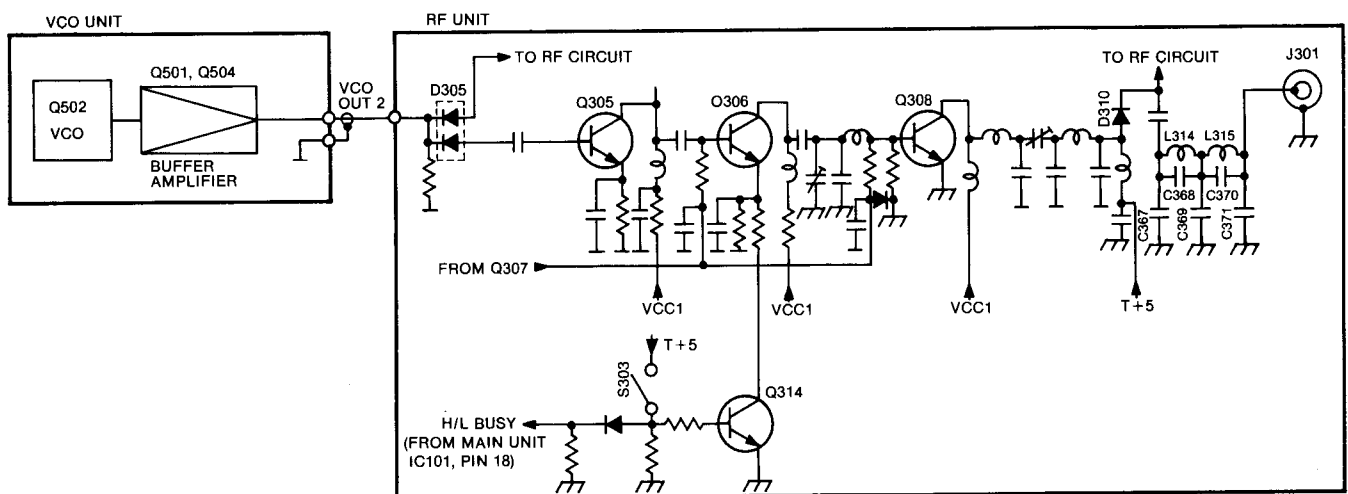 VCO UNIT
RF UNIT
Q502
VCO
Q501, Q504
BUFFER
AMPLIFIER
VCO
OUT 2
D305
TO RF CIRCUIT
Q305
O306
Q308
TO RF CIRCUIT
D310
J301
L314
L315
C368
C370
C367
C369
C371
FROM Q307
VCC1
VCC1
VCC1
T+5
T+5
S303
Q314
H/L BUSY
(FROM MAIN UNIT
IC101, PIN 18)